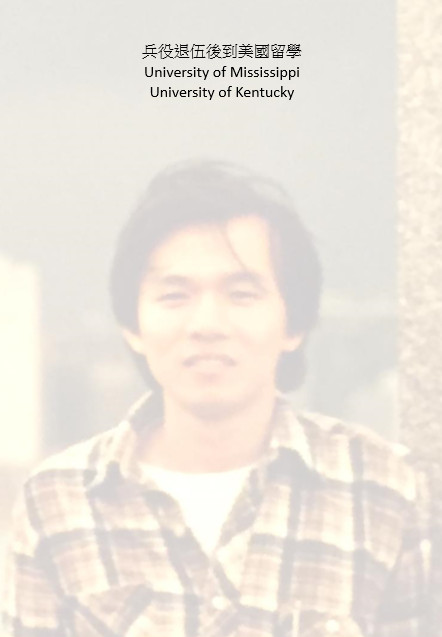 兵役退伍後到美國留學
University of Mississippi
University of Kentucky